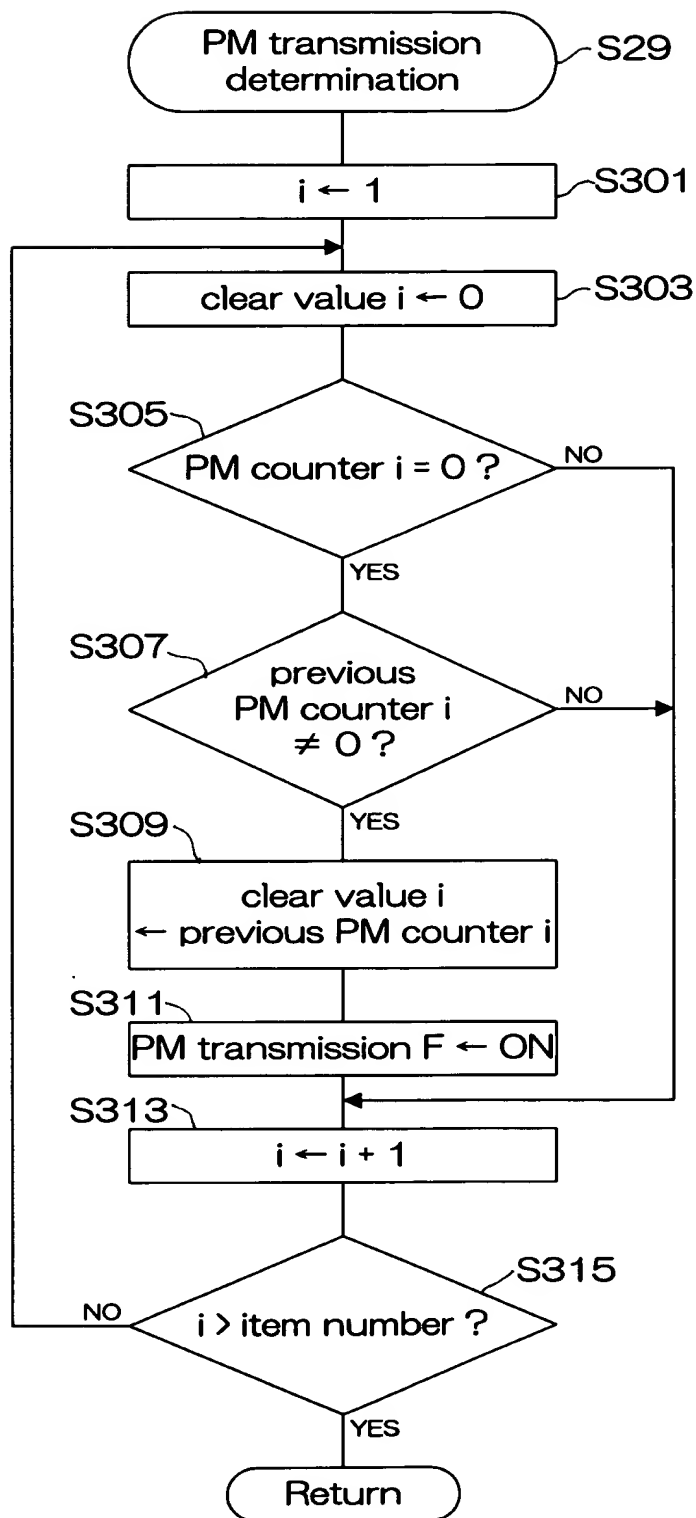 PM transmission
determination
S29
i ← 1
S301
clear value i ← 0
S303
S305
PM counter i = 0 ?
NO
YES
S307
previous
PM counter i
≠ 0 ?
NO
YES
S309
clear value i
← previous PM counter i
S311
PM transmission F ← ON
S313
i ← i + 1
S315
i > item number ?
NO
YES
Return